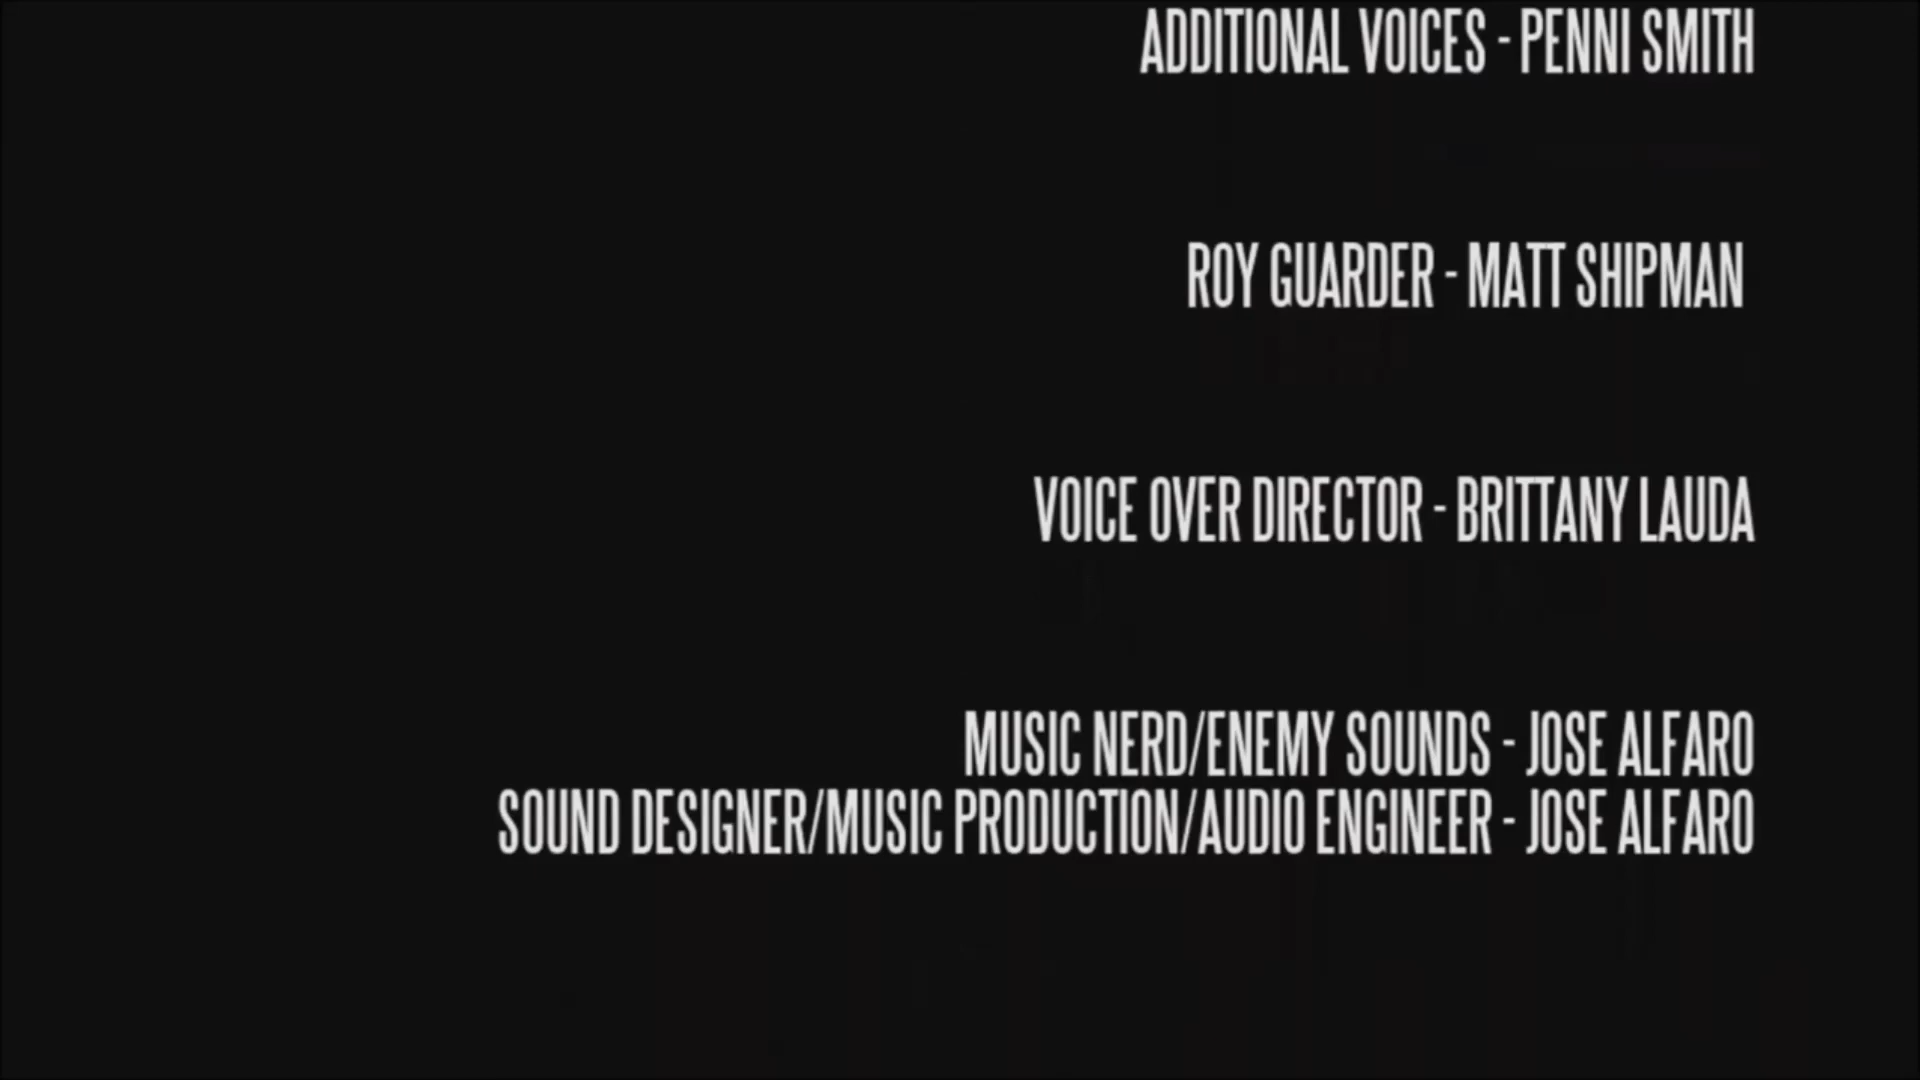 ADDITIONAL VOICES - PENNI SMITH
ROY GUARDER - MATT SHIPMAN
VOICE OVER DIRECTOR - BRITTANY LAUDA
MUSIC NERD/ENEMY SOUNDS - JOSE ALFARO
SOUND DESIGNER/MUSIC PRODUCTION/AUDIO ENGINEER - JOSE ALFARO